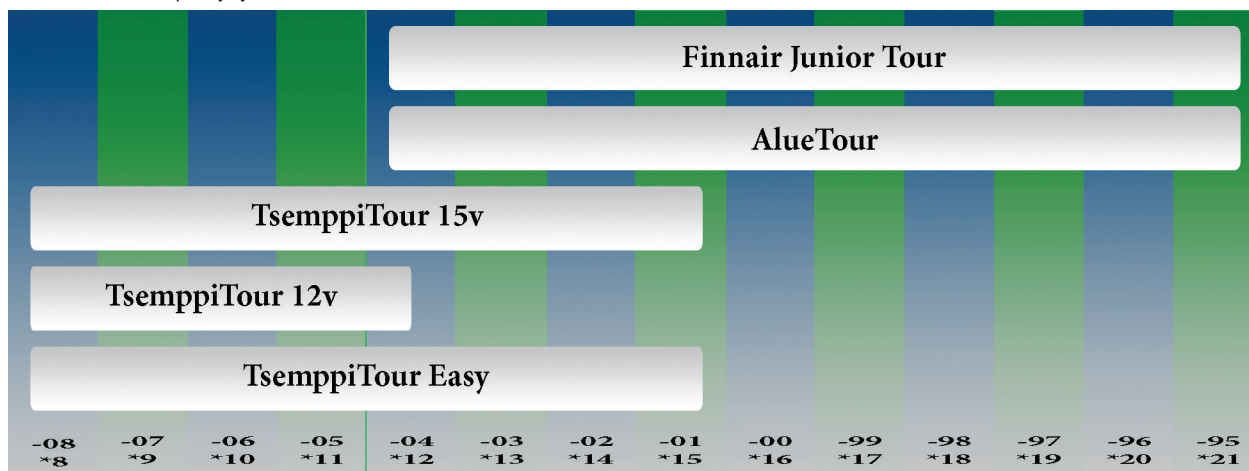 Finnair Junior Tour
AlueTour
TsemppiTour 15v
TsemppiTour 12v
TsemppiTour Easy
-08 -07 -06 -05 -04 -03 -02 -01 -00 -99 -98 -97 -96 -95
*8 *9 *10 *11 *12 *13 *14 *15 *16 *17 *18 *19 *20 *21